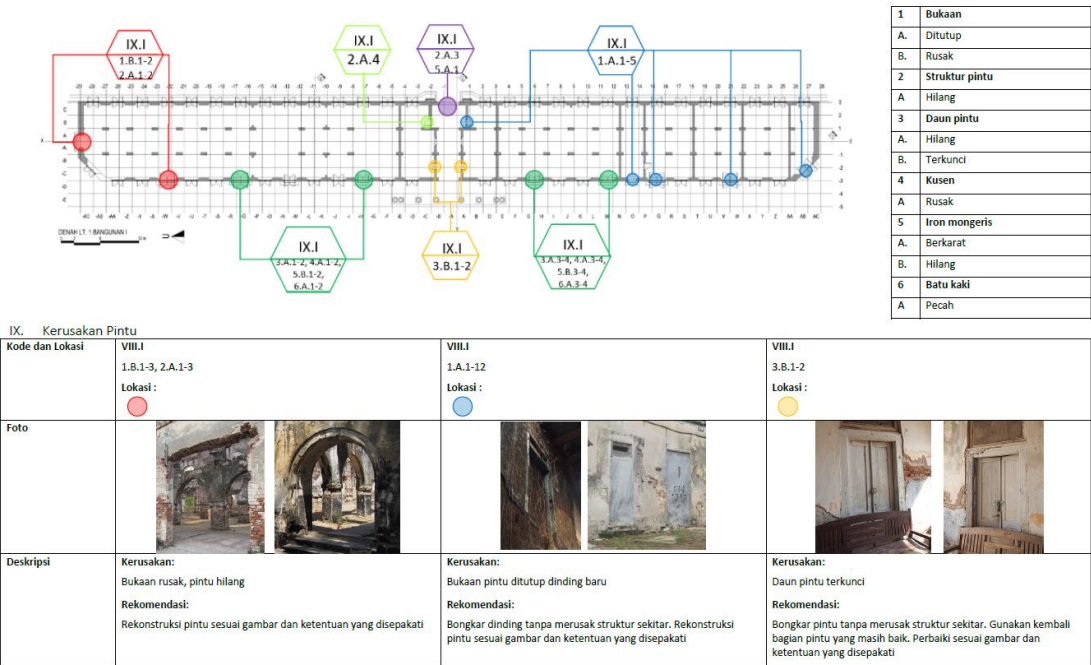 IX.I
1.B.1-2
2.A.1-2
IX.I
2.A.4
IX.I
2.A.3
5.A.1
IX.I
1.A.1-5
DENAH LT. 1 BANGUNAN I
IX.I
3.A.1-2, 4.A.1-2,
5.B.1-2,
6.A.1-2
IX.I
3.B.1-2
IX.I
3.A.3-4, 4.A.3-4,
5.B.3-4,
6.A.3-4
1 Bukaan
A. Ditutup
B. Rusak
2 Struktur pintu
A Hilang
3 Daun pintu
A. Hilang
B. Terkunci
4 Kusen
A Rusak
5 Iron mongeris
A. Berkarat
B. Hilang
6 Batu kaki
A Pecah
IX. Kerusakan Pintu
Kode dan Lokasi
VIII.I
1.B.1-3, 2.A.1-3
Lokasi :
VIII.I
1.A.1-12
Lokasi :
VIII.I
3.B.1-2
Lokasi :
Foto
Deskripsi
Kerusakan:
Bukaan rusak, pintu hilang
Rekomendasi:
Rekonstruksi pintu sesuai gambar dan ketentuan yang disepakati
Kerusakan:
Bukaan pintu ditutup dinding baru
Rekomendasi:
Bongkar dinding tanpa merusak struktur sekitar. Rekonstruksi
pintu sesuai gambar dan ketentuan yang disepakati
Kerusakan:
Daun pintu terkunci
Rekomendasi:
Bongkar pintu tanpa merusak struktur sekitar. Gunakan kembali
bagian pintu yang masih baik. Perbaiki sesuai gambar dan
ketentuan yang disepakati